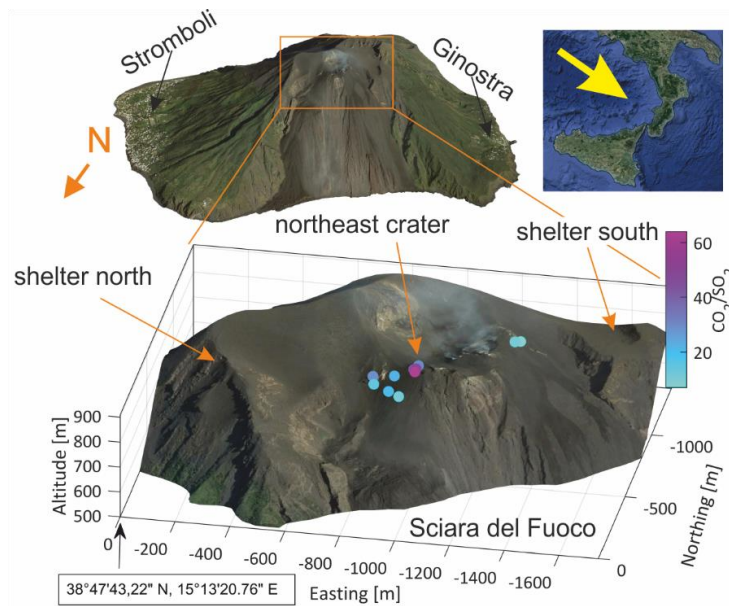 Stromboli
Ginostra
N
northeast crater
shelter south
shelter north
60
40
20
CO₂/SO₂
900
800
700
600
500
Altitude [m]
0
-200
-400
-600
-800
-1000
-1200
-1400
-1600
Easting [m]
0
-500
-1000
Northing [m]
Sciara del Fuoco
38°47'43,22" N, 15°13'20.76" E